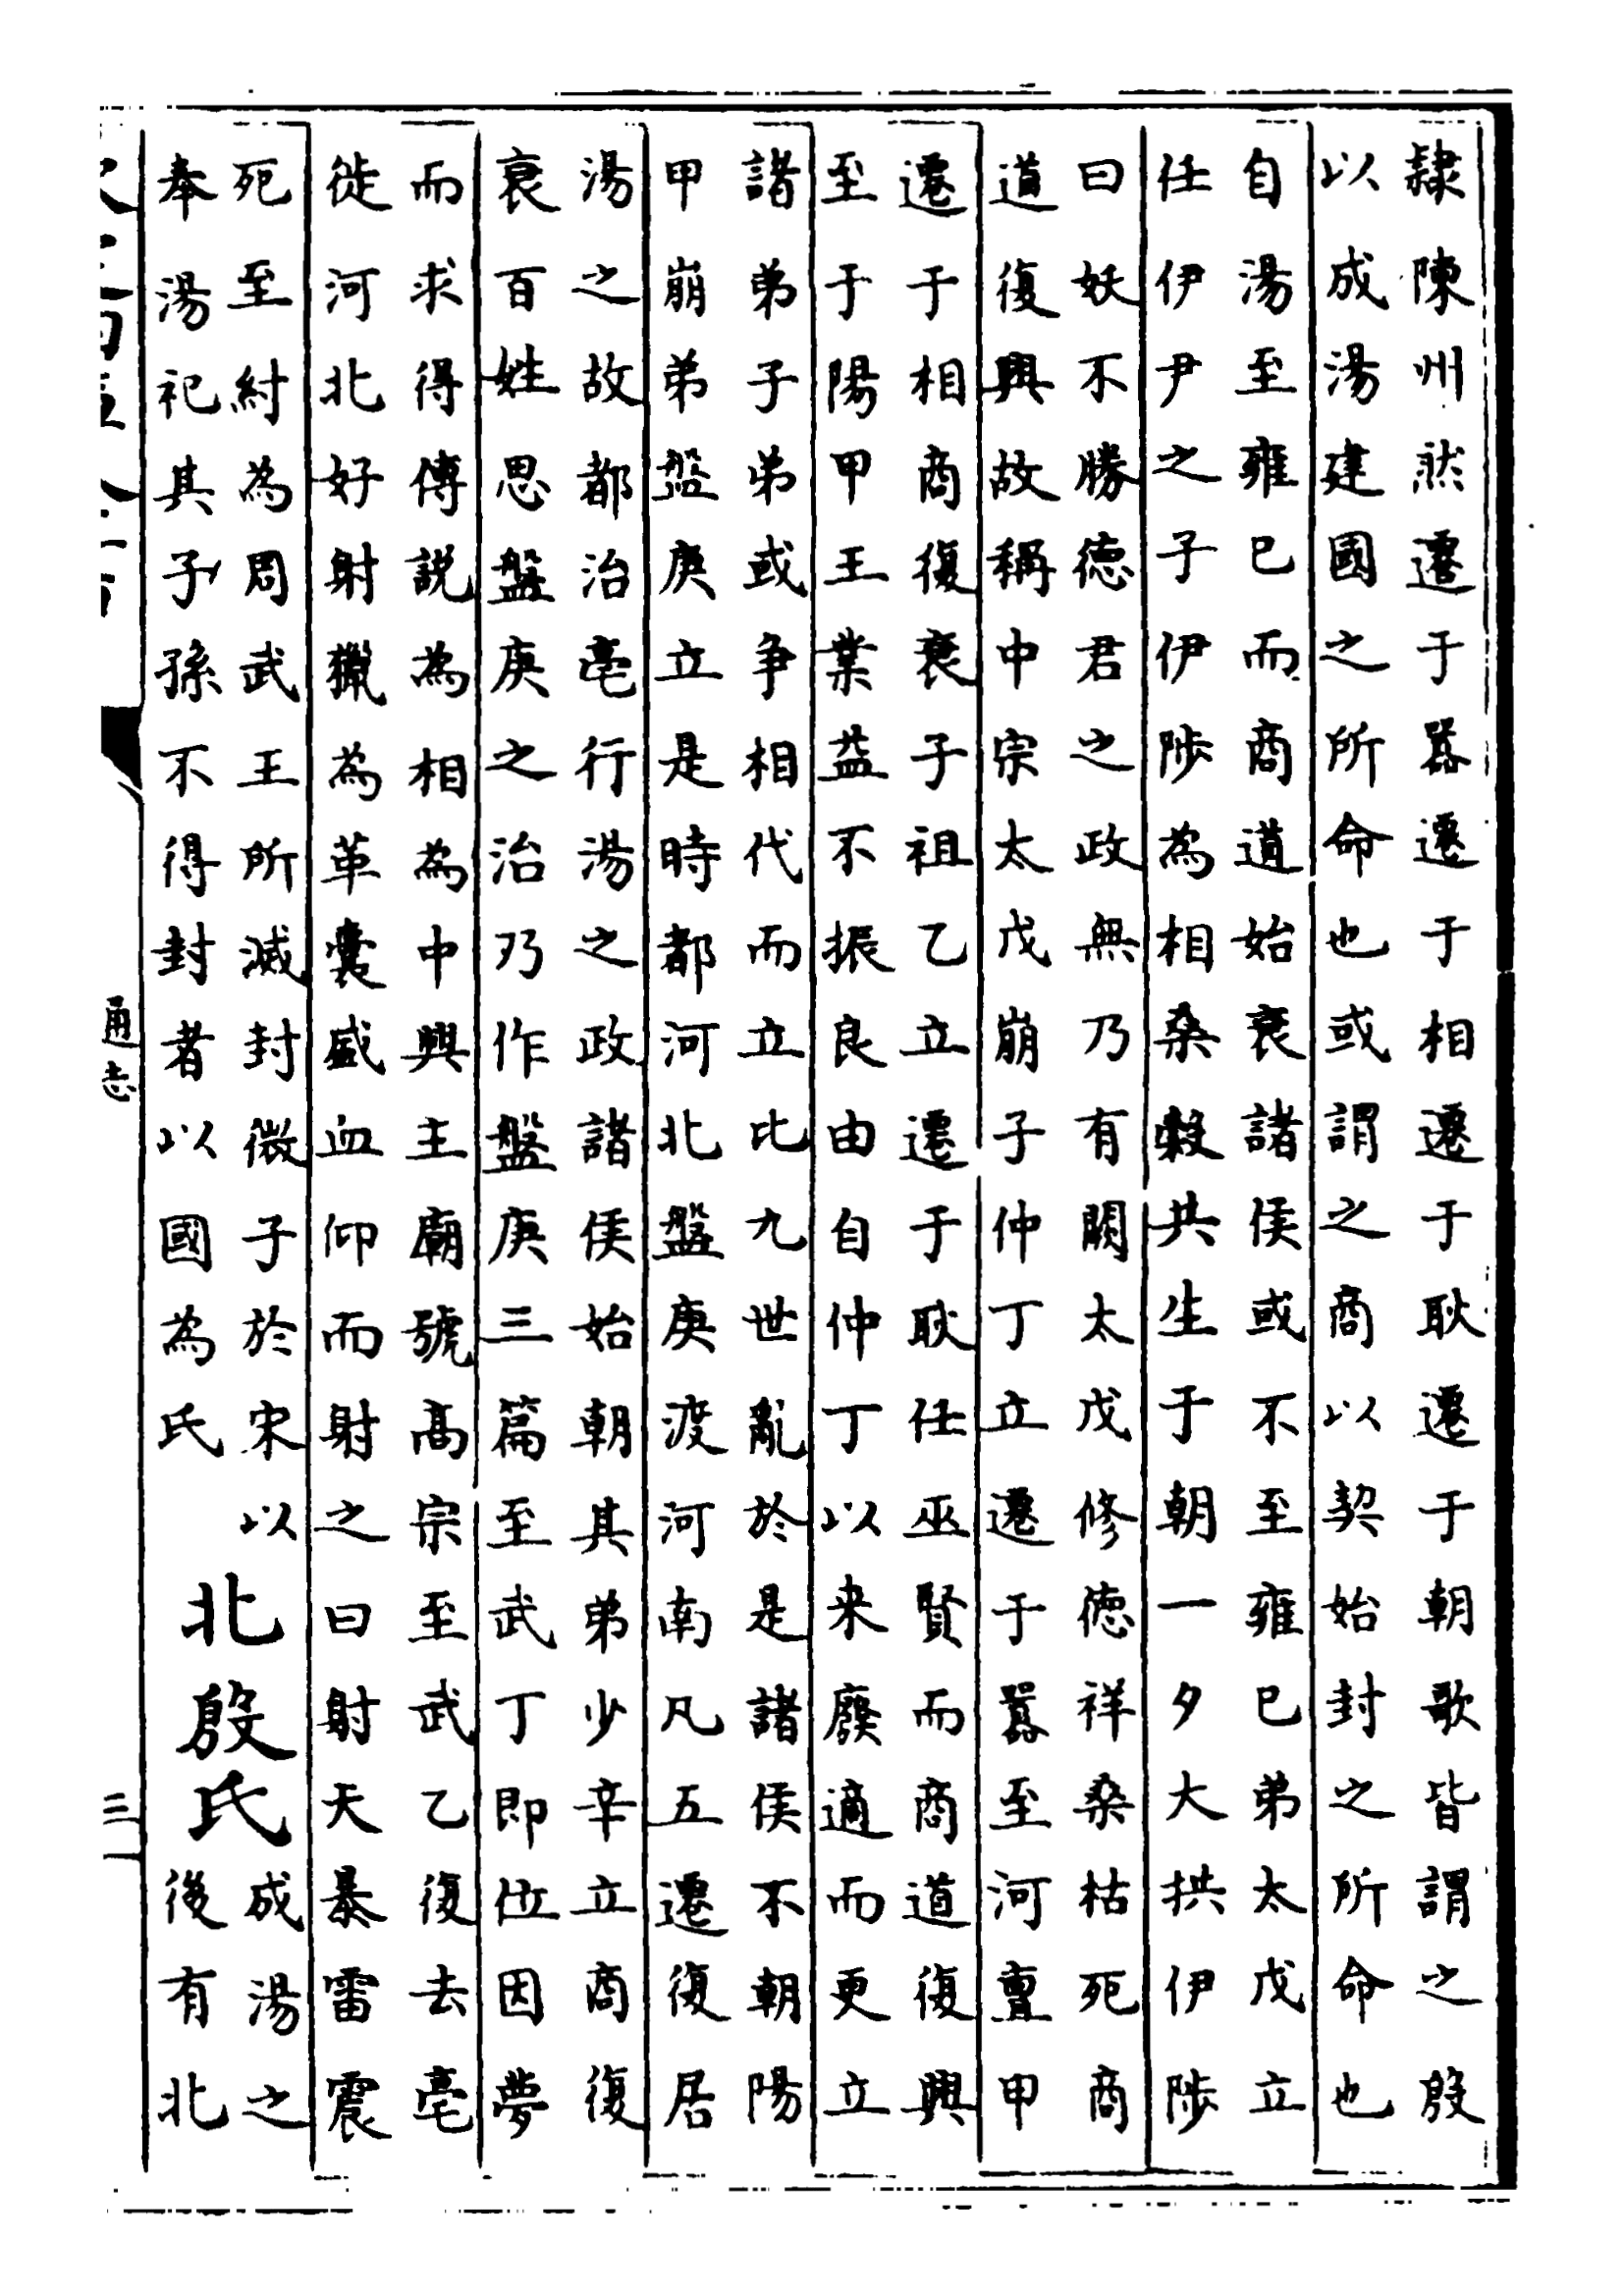 隷陳州然遷于囂遷于相遷于耿遷于朝歌皆謂之殷
以成湯建國之所命也或謂之商以契始封之所命也
自湯至雍已而商道始衰諸侯或不至雍已弟太戊立
任伊尹之子伊陟為相桑榖共生于朝一夕大拱伊陟
曰妖不勝德君之政無乃有闕太戊修徳祥桑枯死商
道復興故稱中宗太戊崩子仲丁立遷于囂至河亶甲
遷于相商復衰子祖乙立遷于耿任巫賢而商道復興
至于陽甲王業益不振良由自仲丁以来廢適而更立
諸弟子弟或争相代而立比九世亂於是諸侯不朝陽
甲崩弟盤庚立是時都河北盤庚渡河南凡五遷復居
湯之故都治亳行湯之政諸侯始朝其弟少辛立商復
衰百姓思盤庚之治乃作盤庚三篇至武丁即位因夢
而求得傅説為相為中興主廟號髙宗至武乙復去亳
徙河北好射獵為革囊盛血仰而射之曰射天暴雷震
死至紂為周武王所滅封微子於宋以
奉湯祀其子孫不得封者以國為氏
北殷氏
成湯之
後有北
通志
三